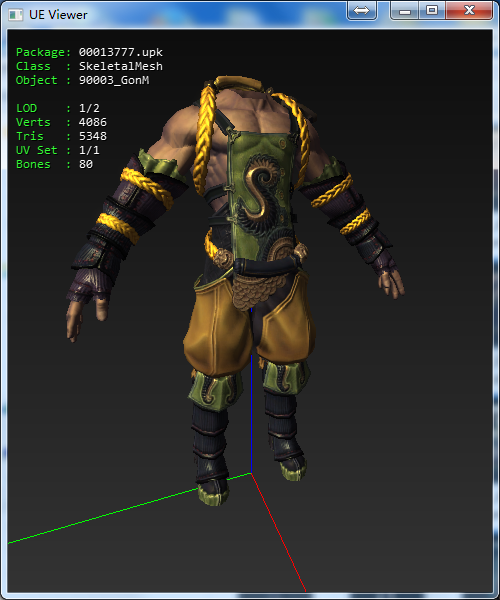 UE Viewer
Package: 00013777.upk
Class : SkeletalMesh
Object : 90003_GonM
LOD : 1/2
Verts : 4086
Tris : 5348
UV Set : 1/1
Bones : 80